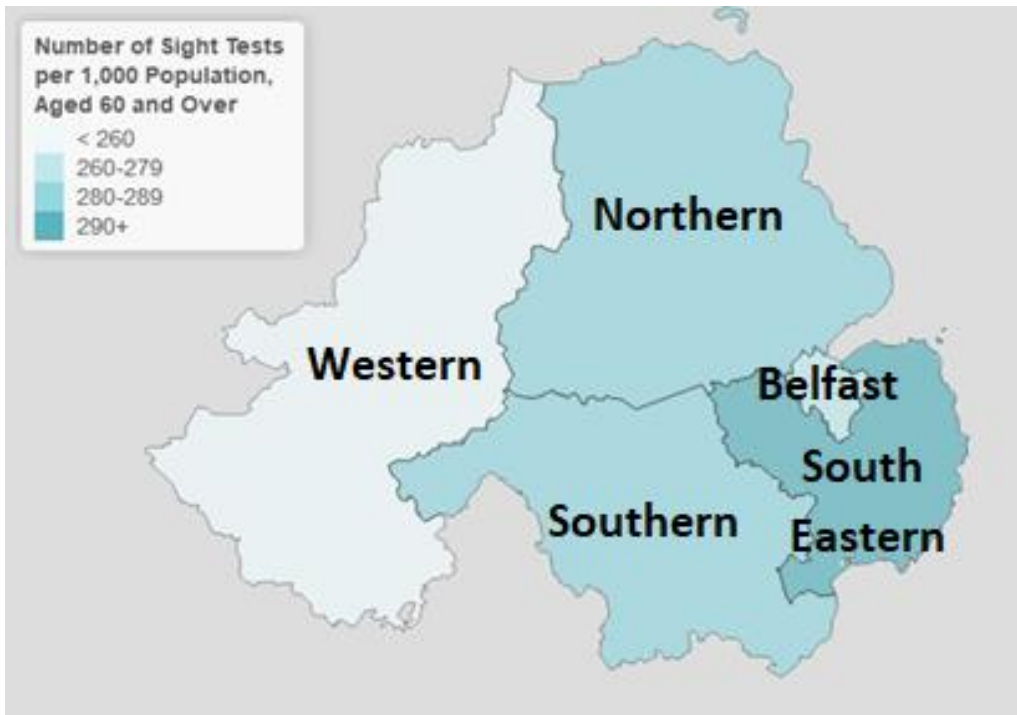 Number of Sight Tests
per 1,000 Population,
Aged 60 and Over
< 260
260-279
280-289
290+
Northern
Western
Belfast
South
Eastern
Southern